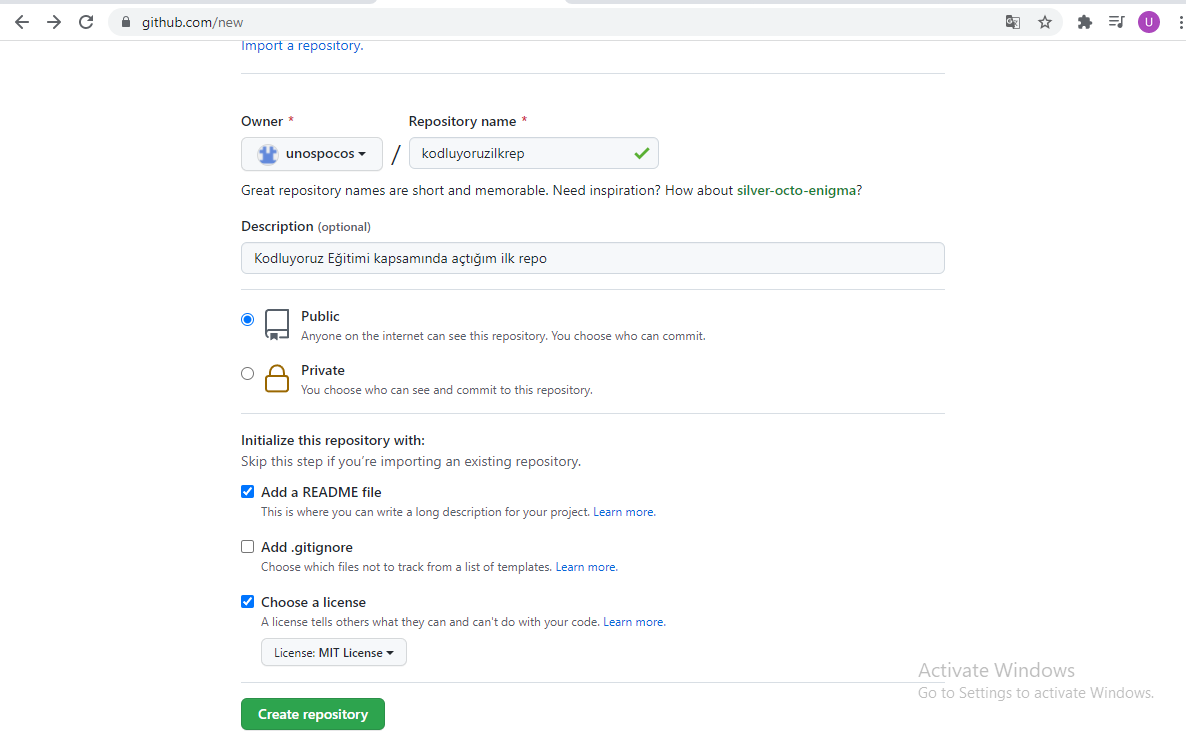 github.com/new
U
Import a repository.
Owner *
Repository name *
unospocos
/
kodluyoruzilkrep
Great repository names are short and memorable. Need inspiration? How about silver-octo-enigma?
Description (optional)
Kodluyoruz Eğitimi kapsamında açtığım ilk repo
Public
Anyone on the internet can see this repository. You choose who can commit.
Private
You choose who can see and commit to this repository.
Initialize this repository with:
Skip this step if you’re importing an existing repository.
Add a README file
This is where you can write a long description for your project. Learn more.
Add .gitignore
Choose which files not to track from a list of templates. Learn more.
Choose a license
A license tells others what they can and can't do with your code. Learn more.
License: MIT License
Activate Windows
Go to Settings to activate Windows.
Create repository